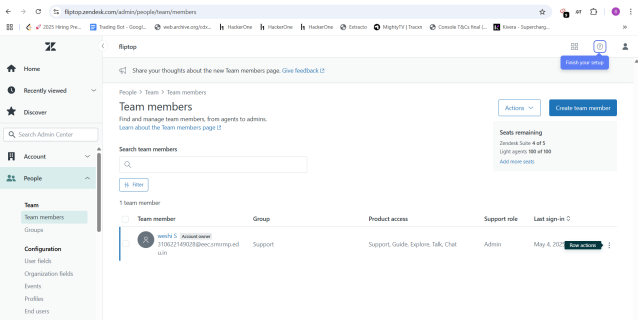 fliptop.zendesk.com/admin/people/team/members
2025 Hiring Pre...
Trading Bot - Googl...
web.archive.org/cdx...
HackerOne
HackerOne
HackerOne
Extracto
MightyTV | Tracxn
Console T&Cs final |...
Kiwera - Supercharg...
fliptop
Finish your setup
Home
Recently viewed
Discover
Search Admin Center
Account
People
Team
Team members
Groups
Configuration
User fields
Organization fields
Events
Profiles
End users
Share your thoughts about the new Team members page. Give feedback
People > Team > Team members
Team members
Find and manage team members, from agents to admins.
Learn about the Team members page
Actions
Create team member
Seats remaining
Zendesk Suite 4 of 5
Light agents 100 of 100
Add more seats
Search team members
Filter
1 team member
Team member Group Product access Support role Last sign-in
Account owner
Support Support, Guide, Explore, Talk, Chat Admin May 4, 202
Row actions